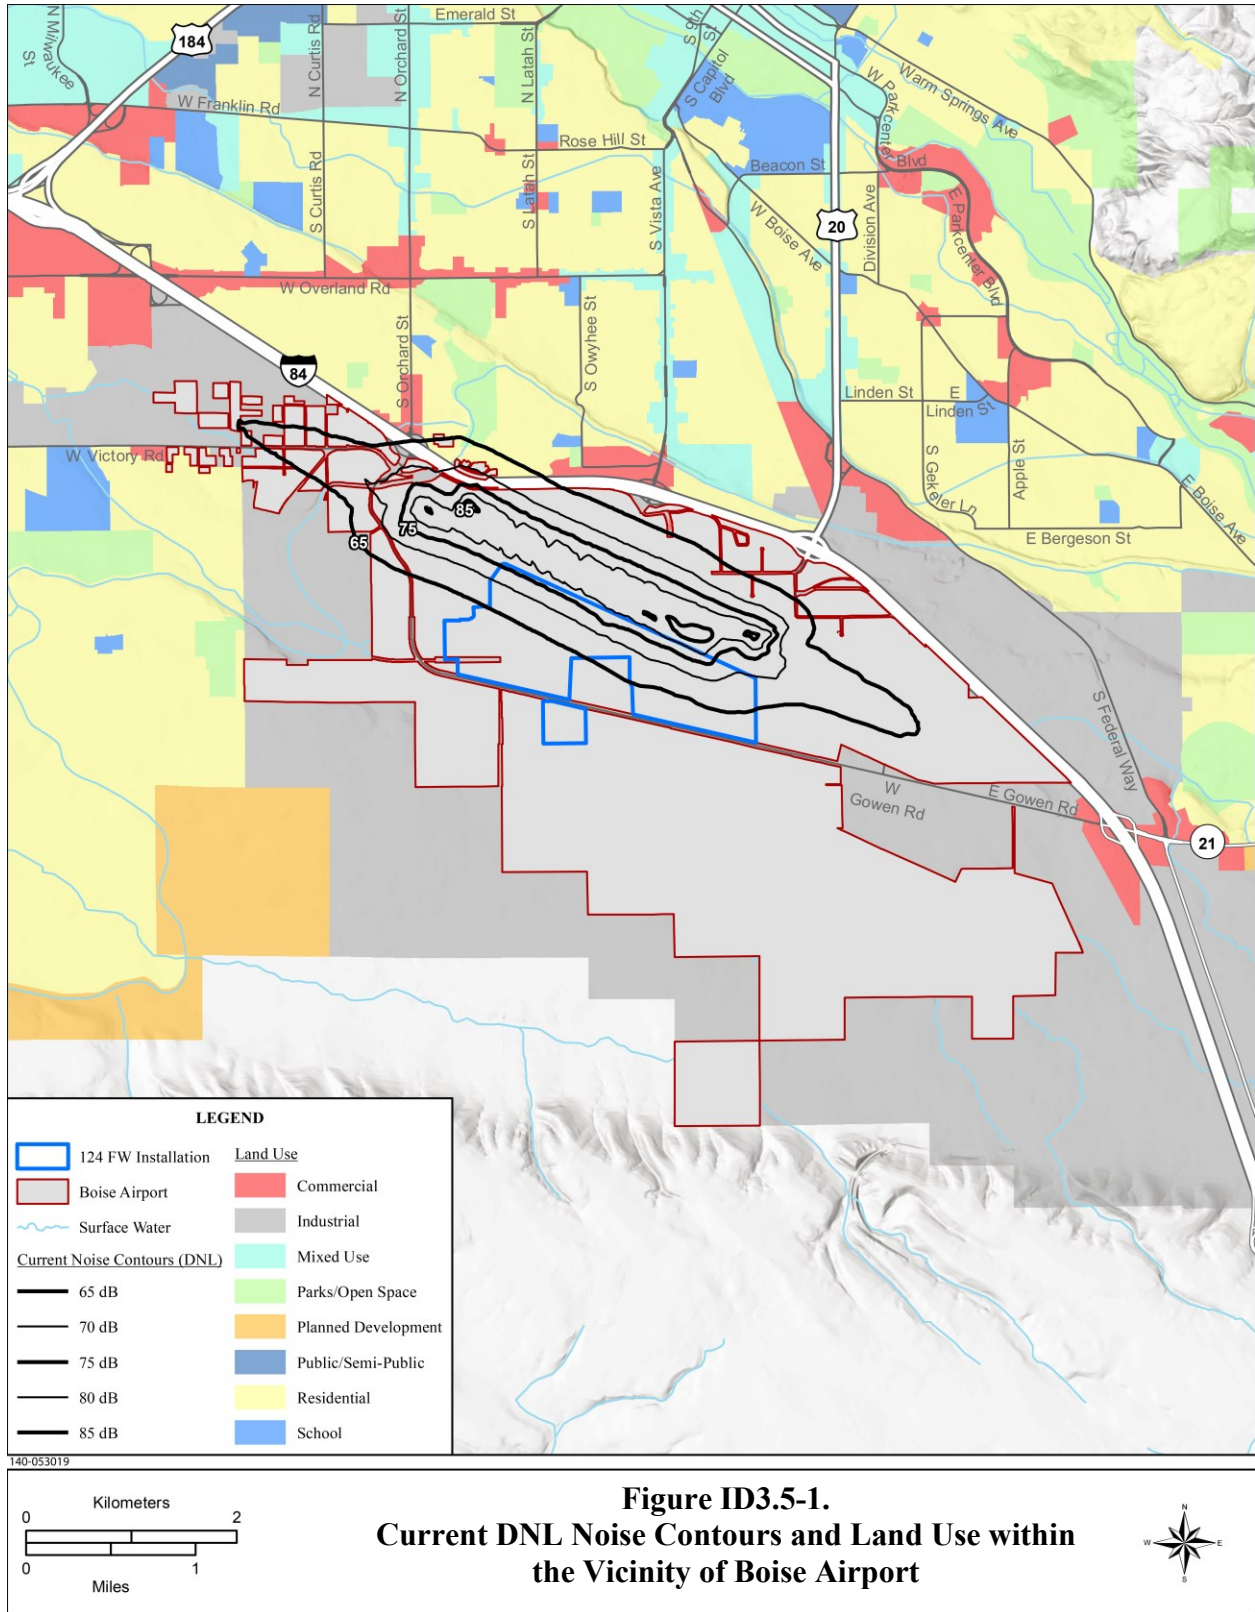 Emerald St
N Milwaukee
St
184
N Curtis Rd
N Orchard St
N Latah St
S 9th
St
S Capitol
Blvd
W Parkcenter
Blvd
Warm Springs Ave
W Franklin Rd
Rose Hill St
Beacon St
S Curtis Rd
S Latah St
S Vista Ave
W Boise Ave
20
Division Ave
E Parkcenter Blvd
W Overland Rd
S Orchard St
S Owyhee St
84
Linden St
E
Linden St
W Victory Rd
S Gekeler Ln
Apple St
E Boise Ave
E Bergeson St
85
75
65
S Federal Way
W
Gowen Rd
E Gowen Rd
21
LEGEND
124 FW Installation
Boise Airport
Surface Water
Current Noise Contours (DNL)
65 dB
70 dB
75 dB
80 dB
85 dB
Land Use
Commercial
Industrial
Mixed Use
Parks/Open Space
Planned Development
Public/Semi-Public
Residential
School
140-053019
Kilometers
0 2
0 1
Miles
Figure ID3.5-1.
Current DNL Noise Contours and Land Use within
the Vicinity of Boise Airport
N
W E
S